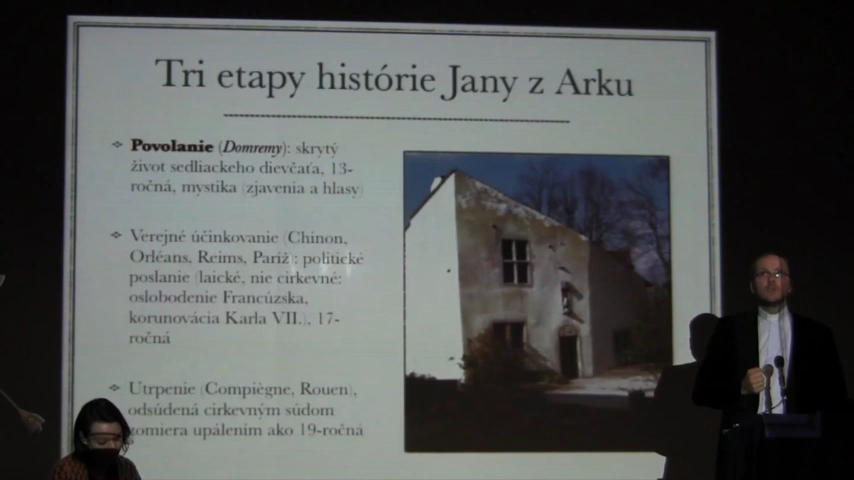 Tri etapy histórie Jany z Arku
Povolanie (Domremy): skrytý
život sedliackeho dievčaťa, 13-
ročná, mystika (zjavenia a hlasy)
Verejné účinkovanie (Chinon,
Orléans, Reims, Paríž): politické
poslanie (laické, nie cirkevné:
oslobodenie Francúzska,
korunovácia Karla VII.), 17-
ročná
Utrpenie (Compiègne, Rouen),
odsúdená cirkevným súdom
zomiera upálením ako 19-ročná